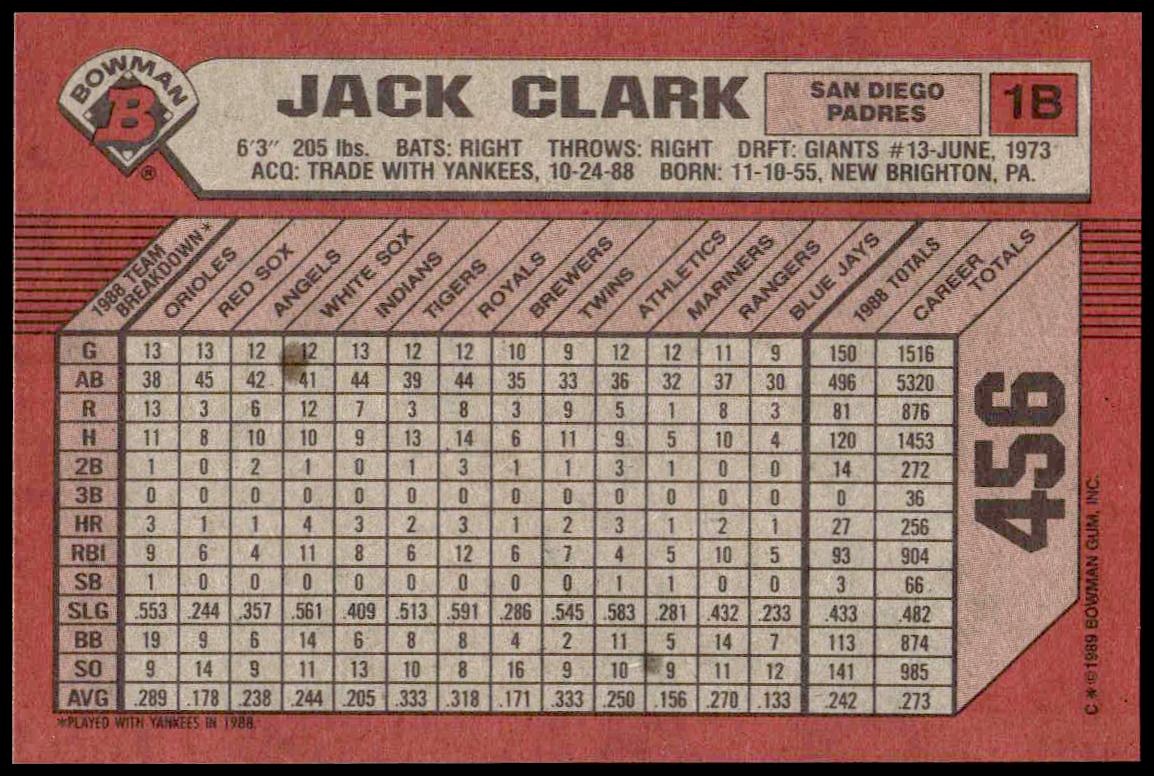 BOWMAN
B
®
JACK CLARK
SAN DIEGO
PADRES
1B
6'3" 205 lbs. BATS: RIGHT THROWS: RIGHT DRFT: GIANTS #13-JUNE, 1973
ACQ: TRADE WITH YANKEES, 10-24-88 BORN: 11-10-55, NEW BRIGHTON, PA.
1988 TEAM
BREAKDOWN*
ORIOLES
RED SOX
ANGELS
WHITE SOX
INDIANS
TIGERS
ROYALS
BREWERS
TWINS
ATHLETICS
MARINERS
RANGERS
BLUE JAYS
1988 TOTALS
CAREER
TOTALS
G 13 13 12 12 13 12 12 10 9 12 12 11 9 150 1516
AB 38 45 42 41 44 39 44 35 33 36 32 37 30 496 5320
R 13 3 6 12 7 3 8 3 9 5 1 8 3 81 876
H 11 8 10 10 9 13 14 6 11 9 5 10 4 120 1453
2B 1 0 2 1 0 1 3 1 1 3 1 0 0 14 272
3B 0 0 0 0 0 0 0 0 0 0 0 0 0 0 36
HR 3 1 1 4 3 2 3 1 2 3 1 2 1 27 256
RBI 9 6 4 11 8 6 12 6 7 4 5 10 5 93 904
SB 1 0 0 0 0 0 0 0 0 1 1 0 0 3 66
SLG .553 .244 .357 .561 .409 .513 .591 .286 .545 .583 .281 .432 .233 .433 .482
BB 19 9 6 14 6 8 8 4 2 11 5 14 7 113 874
SO 9 14 9 11 13 10 8 16 9 10 9 11 12 141 985
AVG .289 .178 .238 .244 .205 .333 .318 .171 .333 .250 .156 .270 .133 .242 .273
456
*PLAYED WITH YANKEES IN 1988.
C*©1989 BOWMAN GUM, INC.